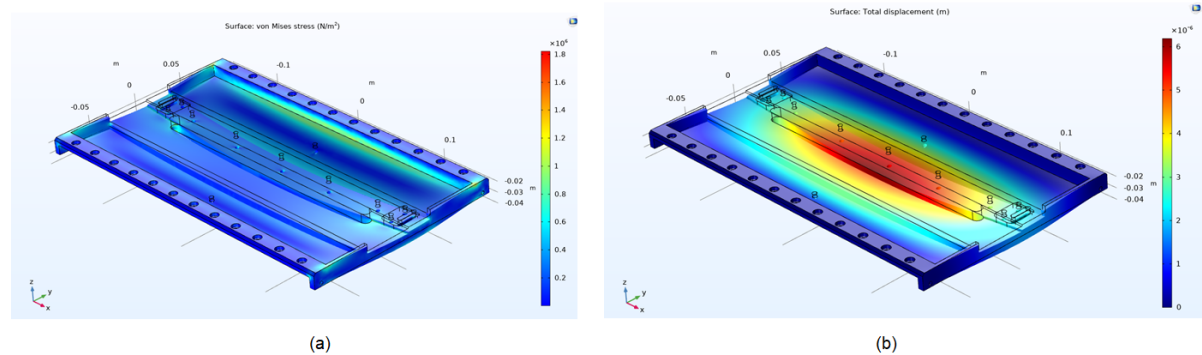 Surface: von Mises stress (N/m²)
×10⁶
1.8
1.6
1.4
1.2
1
0.8
0.6
0.4
0.2
m
0.05
0
-0.05
-0.1
m
0
0.1
-0.02
-0.03
-0.04
m
z
y
x
(a)
Surface: Total displacement (m)
×10⁻⁶
6
5
4
3
2
1
0
m
0.05
0
-0.05
-0.1
m
0
0.1
-0.02
-0.03
-0.04
m
z
y
x
(b)